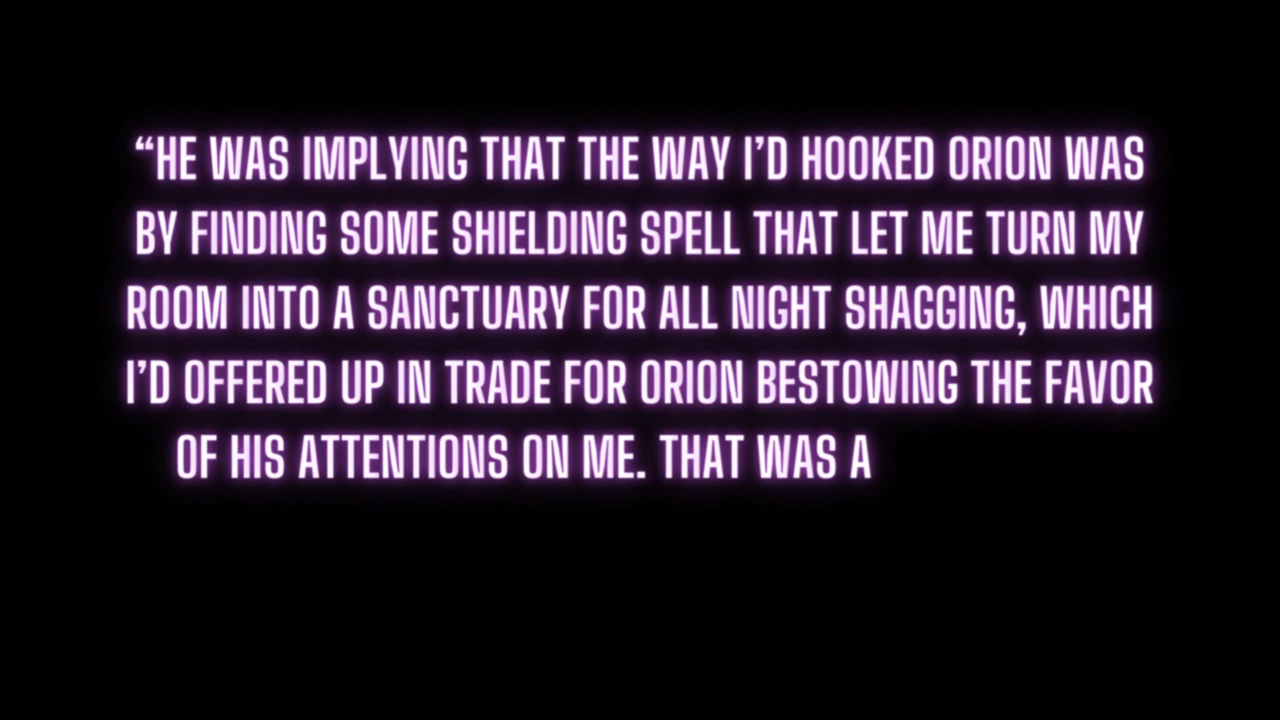 “HE WAS IMPLYING THAT THE WAY I’D HOOKED ORION WAS
BY FINDING SOME SHIELDING SPELL THAT LET ME TURN MY
ROOM INTO A SANCTUARY FOR ALL NIGHT SHAGGING, WHICH
I’D OFFERED UP IN TRADE FOR ORION BESTOWING THE FAVOR
OF HIS ATTENTIONS ON ME. THAT WAS A